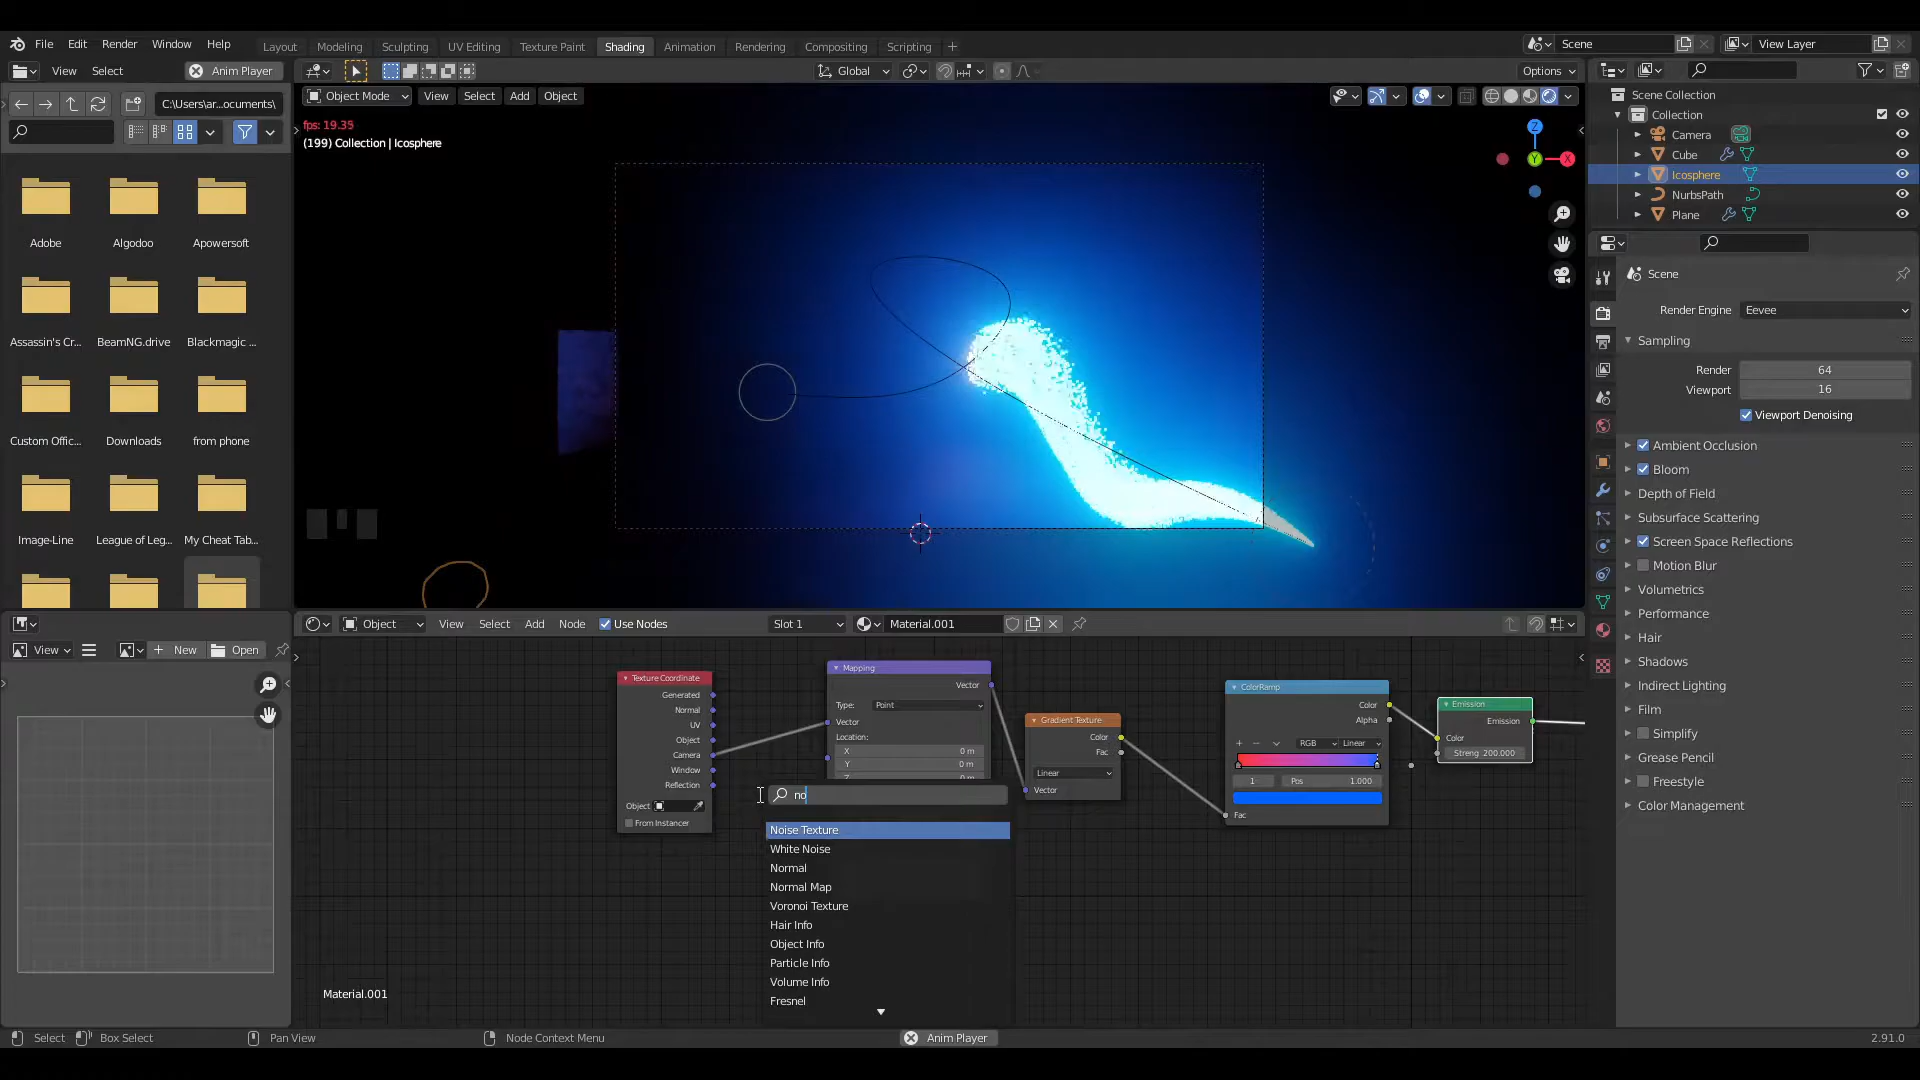 File Edit Render Window Help
Layout Modeling Sculpting UV Editing Texture Paint Shading Animation Rendering Compositing Scripting
Scene View Layer
View Select Anim Player
Global
Options
C:\Users\ar...ocuments\
Object Mode View Select Add Object
fps: 19.35
(199) Collection | Icosphere
Z
Y
X
Adobe Algodoo Apowersoft
Assassin's Cr... BeamNG.drive Blackmagic ...
Custom Offic... Downloads from phone
Image-Line League of Leg... My Cheat Tab...
Scene Collection
Collection
Camera
Cube
Icosphere
NurbsPath
Plane
Scene
Render Engine Eevee
Sampling
Render 64
Viewport 16
Viewport Denoising
Ambient Occlusion
Bloom
Depth of Field
Subsurface Scattering
Screen Space Reflections
Motion Blur
Volumetrics
Performance
Hair
Shadows
Indirect Lighting
Film
Simplify
Grease Pencil
Freestyle
Color Management
View New Open
Object View Select Add Node Use Nodes Slot 1 Material.001
Texture Coordinate
Generated
Normal
UV
Object
Camera
Window
Reflection
Object
From Instancer
Mapping
Vector
Type: Point
Vector
Location:
X 0 m
Y 0 m
Z 0 m
Gradient Texture
Color
Fac
Linear
Vector
ColorRamp
Color
Alpha
RGB Linear
1 Pos 1.000
Fac
Emission
Emission
Color
Streng 200.000
no
Noise Texture
White Noise
Normal
Normal Map
Voronoi Texture
Hair Info
Object Info
Particle Info
Volume Info
Fresnel
Material.001
Select Box Select Pan View Node Context Menu Anim Player 2.91.0